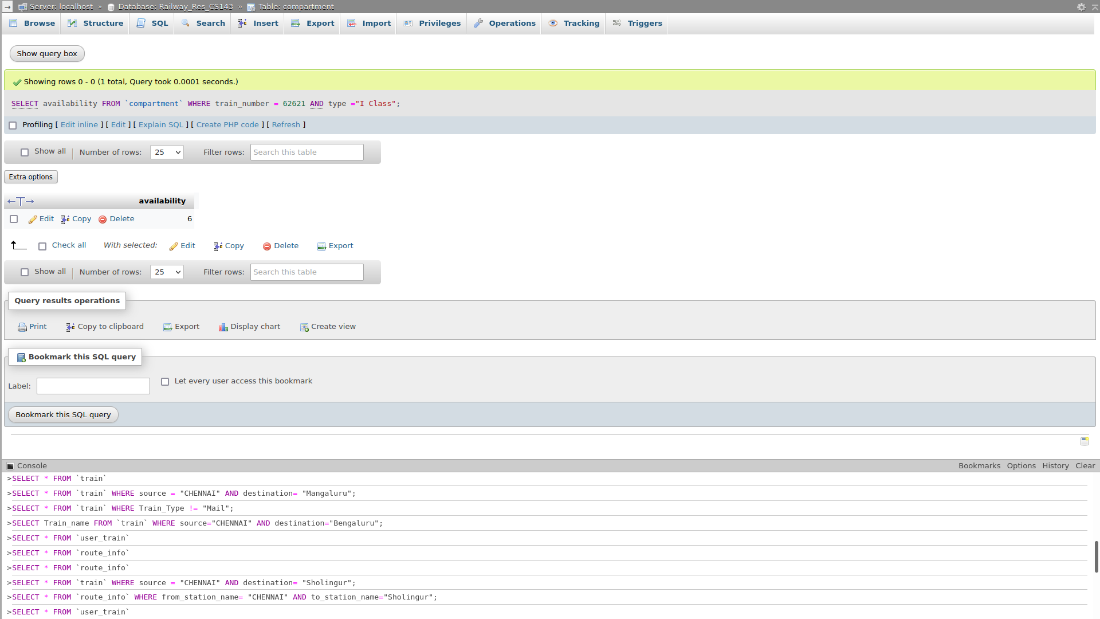 Server: localhost » Database: Railway_Res_CS143 » Table: compartment
Browse Structure SQL Search Insert Export Import Privileges Operations Tracking Triggers
Show query box
Showing rows 0 - 0 (1 total, Query took 0.0001 seconds.)
SELECT availability FROM `compartment` WHERE train_number = 62621 AND type ="I Class";
Profiling [ Edit inline ] [ Edit ] [ Explain SQL ] [ Create PHP code ] [ Refresh ]
Show all Number of rows: 25 Filter rows: Search this table
Extra options
←T→ availability
Edit Copy Delete 6
Check all With selected: Edit Copy Delete Export
Show all Number of rows: 25 Filter rows: Search this table
Query results operations
Print Copy to clipboard Export Display chart Create view
Bookmark this SQL query
Label: Let every user access this bookmark
Bookmark this SQL query
Console Bookmarks Options History Clear
>SELECT * FROM `train`
>SELECT * FROM `train` WHERE source = "CHENNAI" AND destination= "Mangaluru";
>SELECT * FROM `train` WHERE Train_Type != "Mail";
>SELECT Train_name FROM `train` WHERE source="CHENNAI" AND destination="Bengaluru";
>SELECT * FROM `user_train`
>SELECT * FROM `route_info`
>SELECT * FROM `route_info`
>SELECT * FROM `train` WHERE source = "CHENNAI" AND destination= "Sholingur";
>SELECT * FROM `route_info` WHERE from_station_name= "CHENNAI" AND to_station_name="Sholingur";
>SELECT * FROM `user_train`